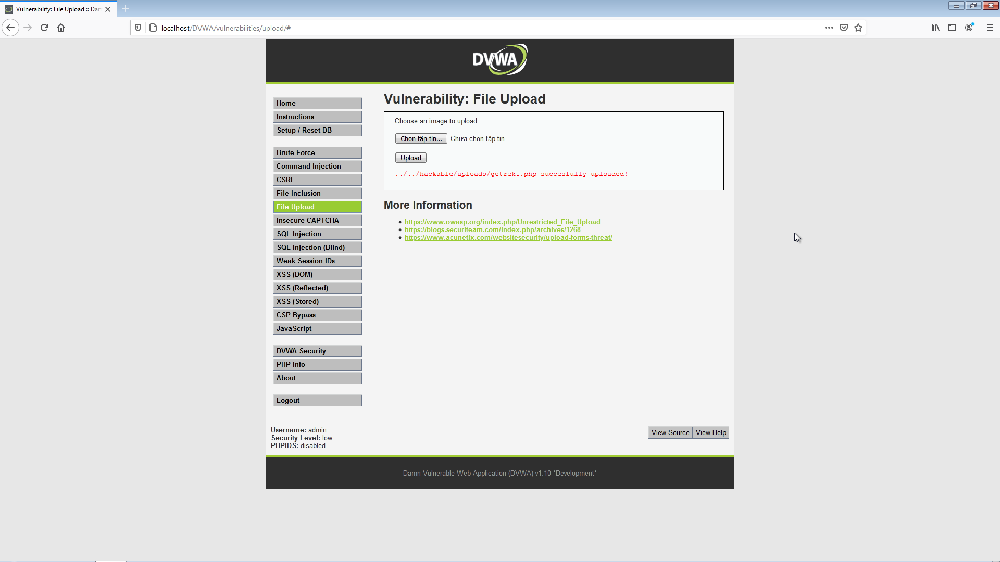 Vulnerability: File Upload :: Dan
localhost/DVWA/vulnerabilities/upload/#
DVWA
Home
Instructions
Setup / Reset DB
Brute Force
Command Injection
CSRF
File Inclusion
File Upload
Insecure CAPTCHA
SQL Injection
SQL Injection (Blind)
Weak Session IDs
XSS (DOM)
XSS (Reflected)
XSS (Stored)
CSP Bypass
JavaScript
DVWA Security
PHP Info
About
Logout
Vulnerability: File Upload
Choose an image to upload:
Chọn tập tin... Chưa chọn tập tin.
Upload
../../hackable/uploads/getrekt.php succesfully uploaded!
More Information
https://www.owasp.org/index.php/Unrestricted_File_Upload
https://blogs.securiteam.com/index.php/archives/1268
https://www.acunetix.com/websitesecurity/upload-forms-threat/
Username: admin
Security Level: low
PHPIDS: disabled
View Source View Help
Damn Vulnerable Web Application (DVWA) v1.10 *Development*